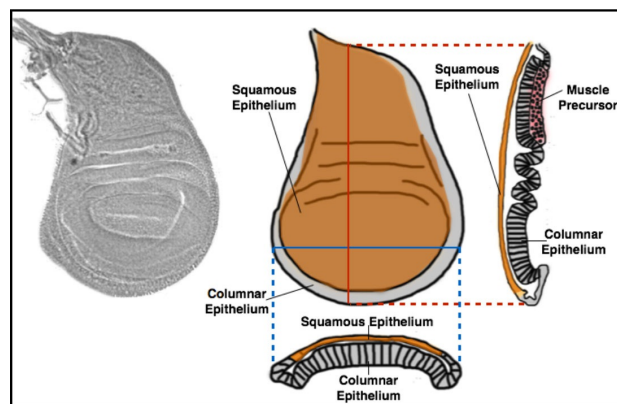 Squamous
Epithelium
Columnar
Epithelium
Squamous Epithelium
Columnar
Epithelium
Squamous
Epithelium
Muscle
Precursor
Columnar
Epithelium